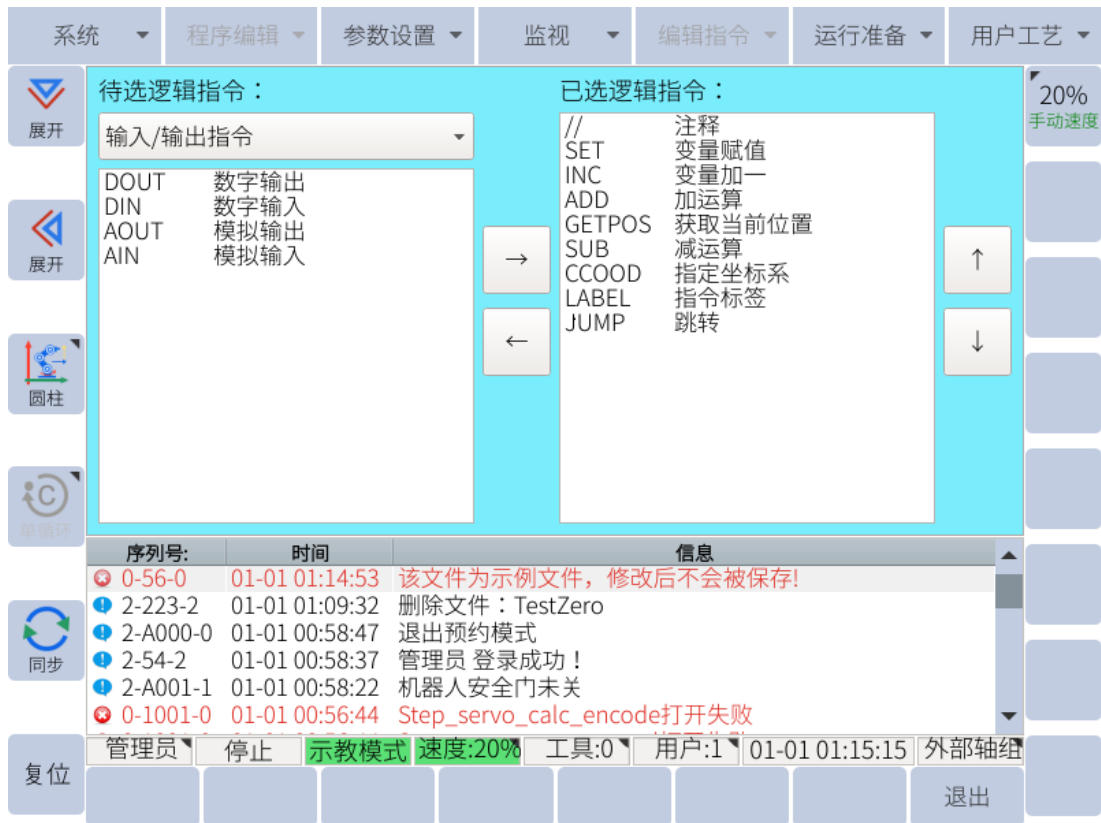 系统 程序编辑 参数设置 监视 编辑指令 运行准备 用户工艺
展开
展开
圆柱
单循环
同步
复位
待选逻辑指令：
输入/输出指令
DOUT 数字输出
DIN 数字输入
AOUT 模拟输出
AIN 模拟输入
→
←
已选逻辑指令：
// 注释
SET 变量赋值
INC 变量加一
ADD 加运算
GETPOS 获取当前位置
SUB 减运算
CCOOD 指定坐标系
LABEL 指令标签
JUMP 跳转
↑
↓
20%
手动速度
序列号: 时间 信息
0-56-0 01-01 01:14:53 该文件为示例文件，修改后不会被保存!
2-223-2 01-01 01:09:32 删除文件：TestZero
2-A000-0 01-01 00:58:47 退出预约模式
2-54-2 01-01 00:58:37 管理员 登录成功！
2-A001-1 01-01 00:58:22 机器人安全门未关
0-1001-0 01-01 00:56:44 Step_servo_calc_encode打开失败
管理员 停止 示教模式 速度:20% 工具:0 用户:1 01-01 01:15:15 外部轴组
退出